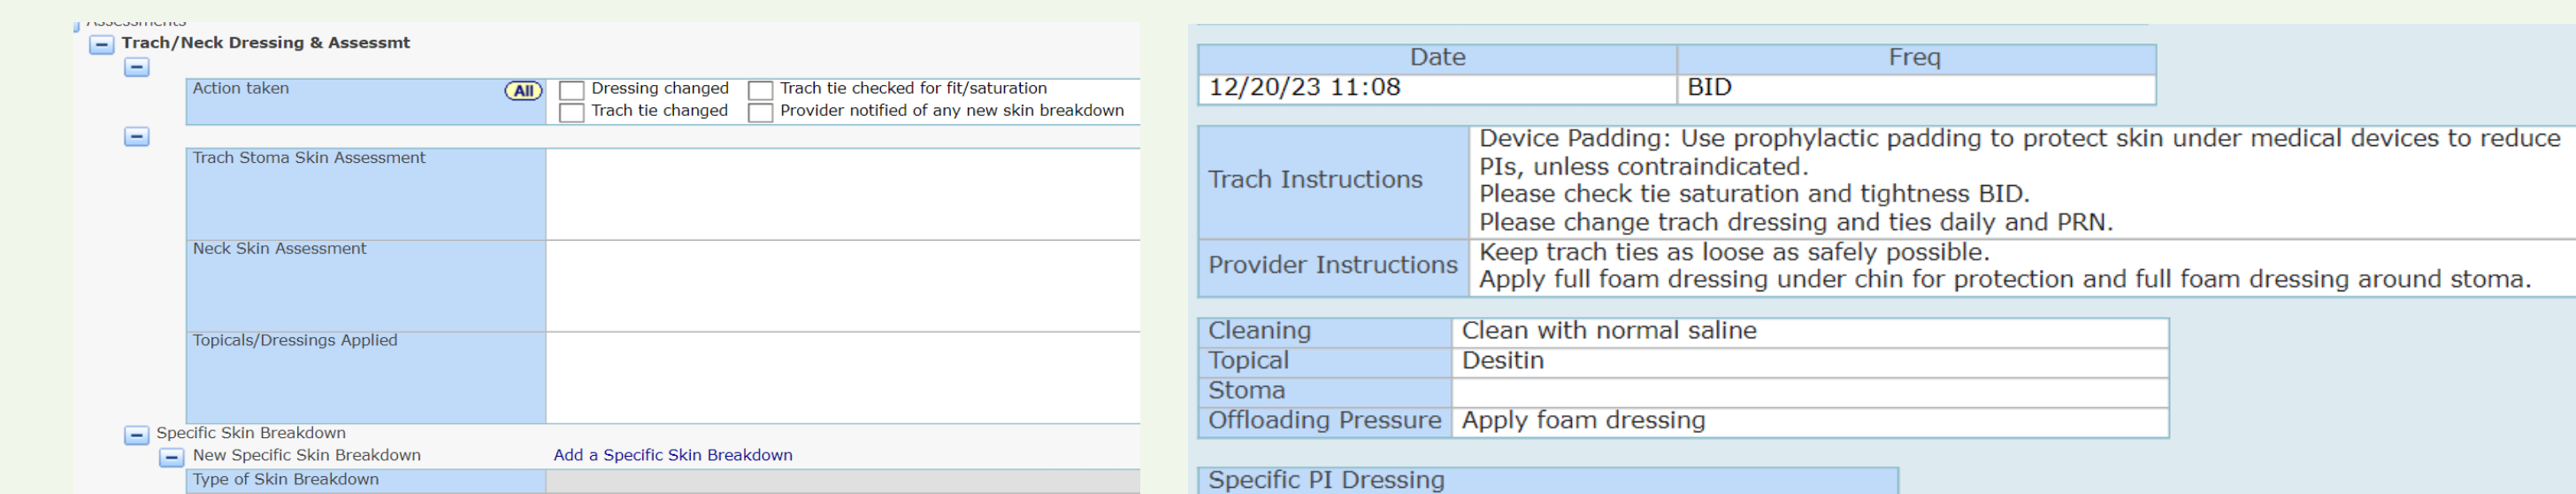 Assessments
Trach/Neck Dressing & Assessmt
Action taken All Dressing changed Trach tie checked for fit/saturation
Trach tie changed Provider notified of any new skin breakdown
Trach Stoma Skin Assessment
Neck Skin Assessment
Topicals/Dressings Applied
Specific Skin Breakdown
New Specific Skin Breakdown Add a Specific Skin Breakdown
Type of Skin Breakdown
Date Freq
12/20/23 11:08 BID
Trach Instructions
Device Padding: Use prophylactic padding to protect skin under medical devices to reduce
PIs, unless contraindicated.
Please check tie saturation and tightness BID.
Please change trach dressing and ties daily and PRN.
Provider Instructions
Keep trach ties as loose as safely possible.
Apply full foam dressing under chin for protection and full foam dressing around stoma.
Cleaning Clean with normal saline
Topical Desitin
Stoma
Offloading Pressure Apply foam dressing
Specific PI Dressing